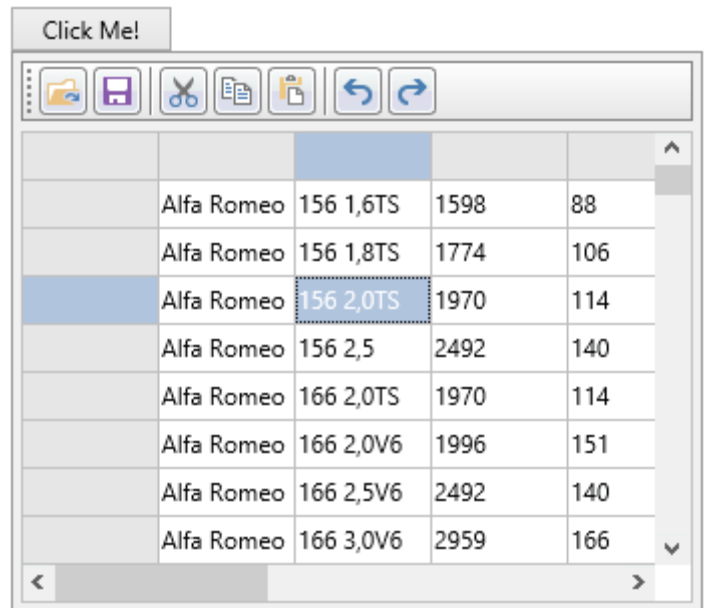 Click Me!
Alfa Romeo 156 1,6TS 1598 88
Alfa Romeo 156 1,8TS 1774 106
Alfa Romeo 156 2,0TS 1970 114
Alfa Romeo 156 2,5 2492 140
Alfa Romeo 166 2,0TS 1970 114
Alfa Romeo 166 2,0V6 1996 151
Alfa Romeo 166 2,5V6 2492 140
Alfa Romeo 166 3,0V6 2959 166